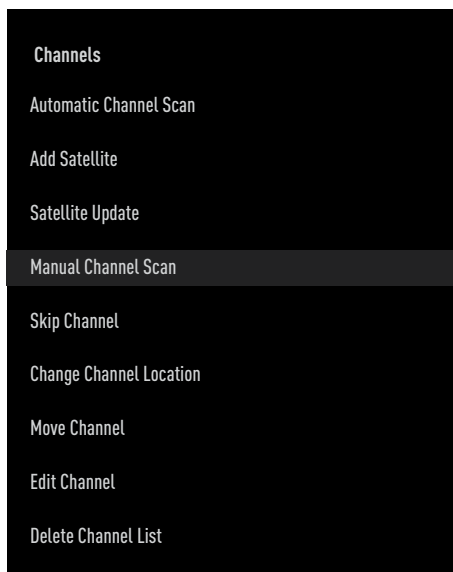 Channels
Automatic Channel Scan
Add Satellite
Satellite Update
Manual Channel Scan
Skip Channel
Change Channel Location
Move Channel
Edit Channel
Delete Channel List